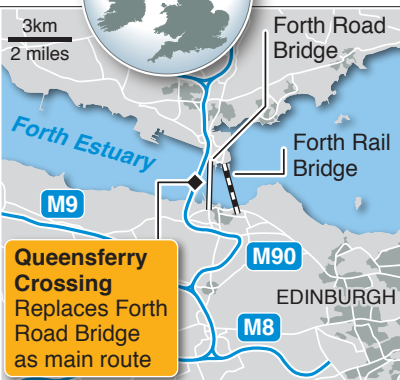 3km
2 miles
Forth Road
Bridge
Forth Estuary
Forth Rail
Bridge
M9
Queensferry
Crossing
Replaces Forth
Road Bridge
as main route
M90
EDINBURGH
M8